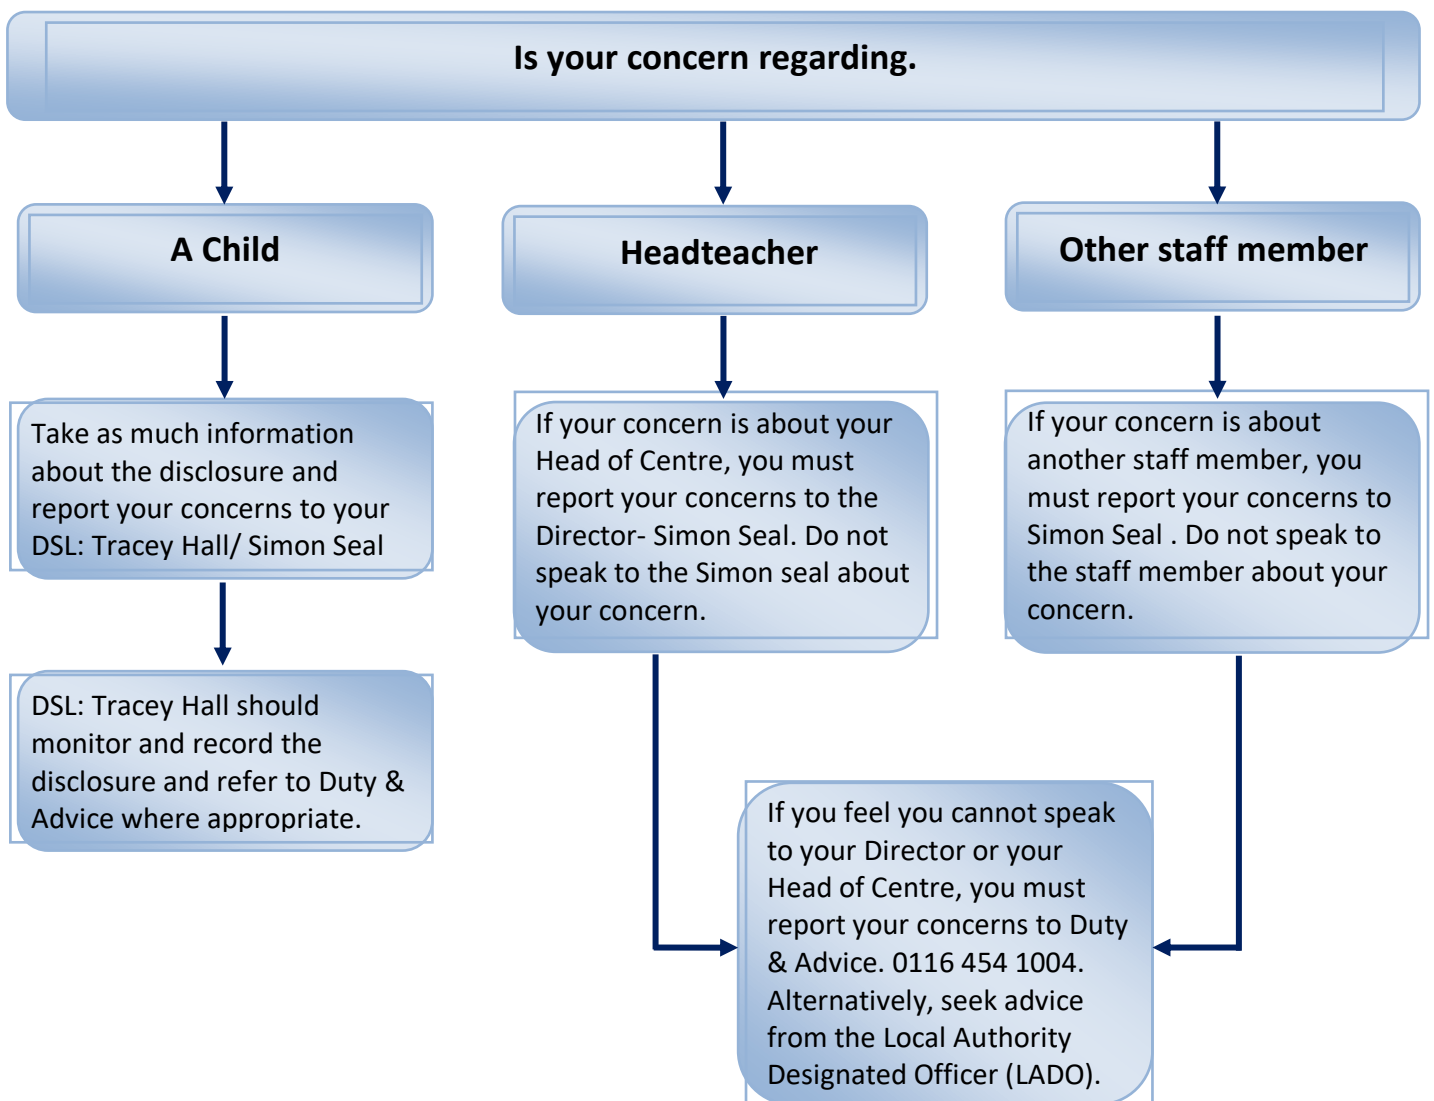 Is your concern regarding.
A Child
Headteacher
Other staff member
Take as much information
about the disclosure and
report your concerns to your
DSL: Tracey Hall/ Simon Seal
If your concern is about your
Head of Centre, you must
report your concerns to the
Director- Simon Seal. Do not
speak to the Simon seal about
your concern.
If your concern is about
another staff member, you
must report your concerns to
Simon Seal . Do not speak to
the staff member about your
concern.
DSL: Tracey Hall should
monitor and record the
disclosure and refer to Duty &
Advice where appropriate.
If you feel you cannot speak
to your Director or your
Head of Centre, you must
report your concerns to Duty
& Advice. 0116 454 1004.
Alternatively, seek advice
from the Local Authority
Designated Officer (LADO).